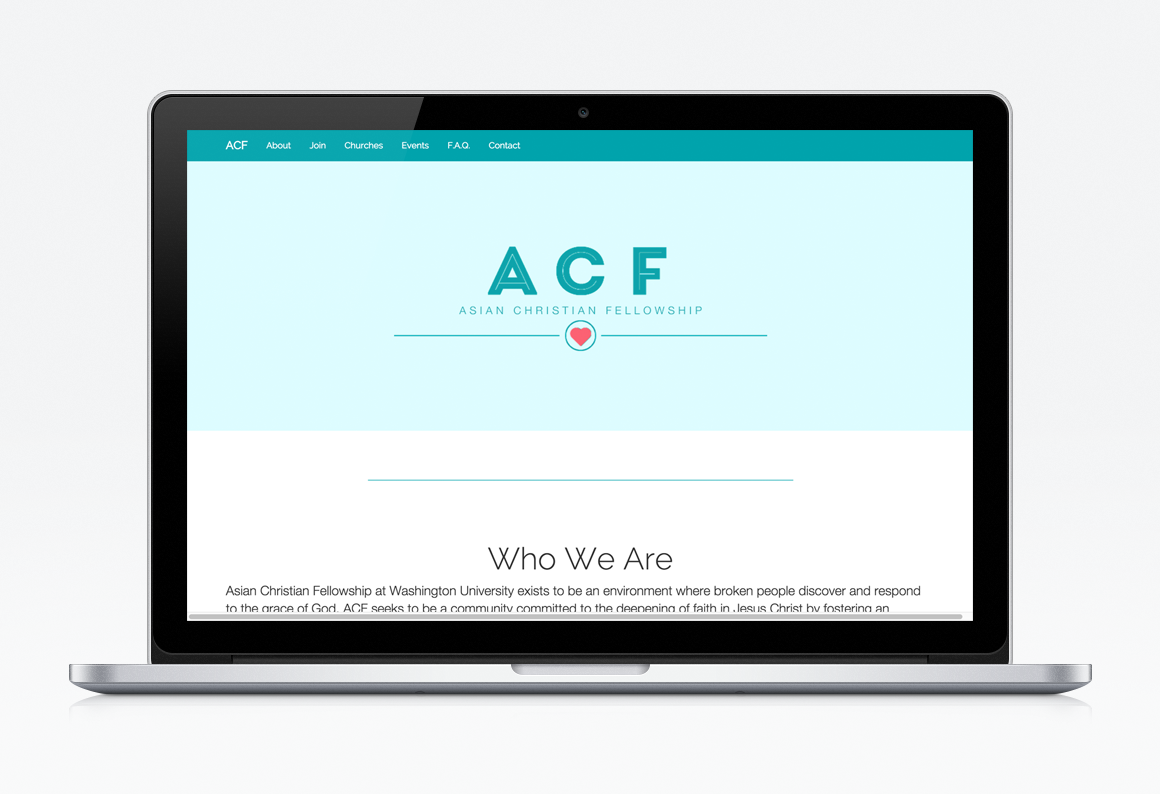 ACF About Join Churches Events F.A.Q. Contact
ACF
ASIAN CHRISTIAN FELLOWSHIP
Who We Are
Asian Christian Fellowship at Washington University exists to be an environment where broken people discover and respond
to the grace of God. ACF seeks to be a community committed to the deepening of faith in Jesus Christ by fostering an